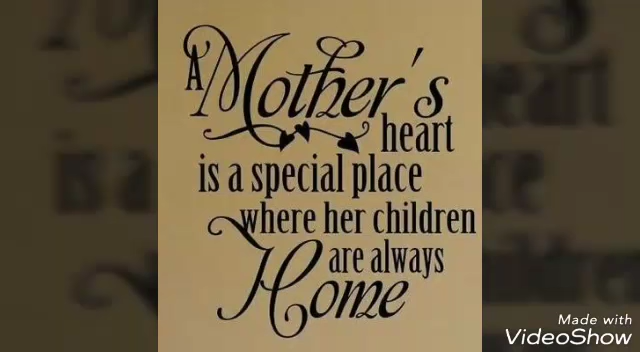 A Mother's
heart
is a special place
where her children
are always
Home
Made with
VideoShow